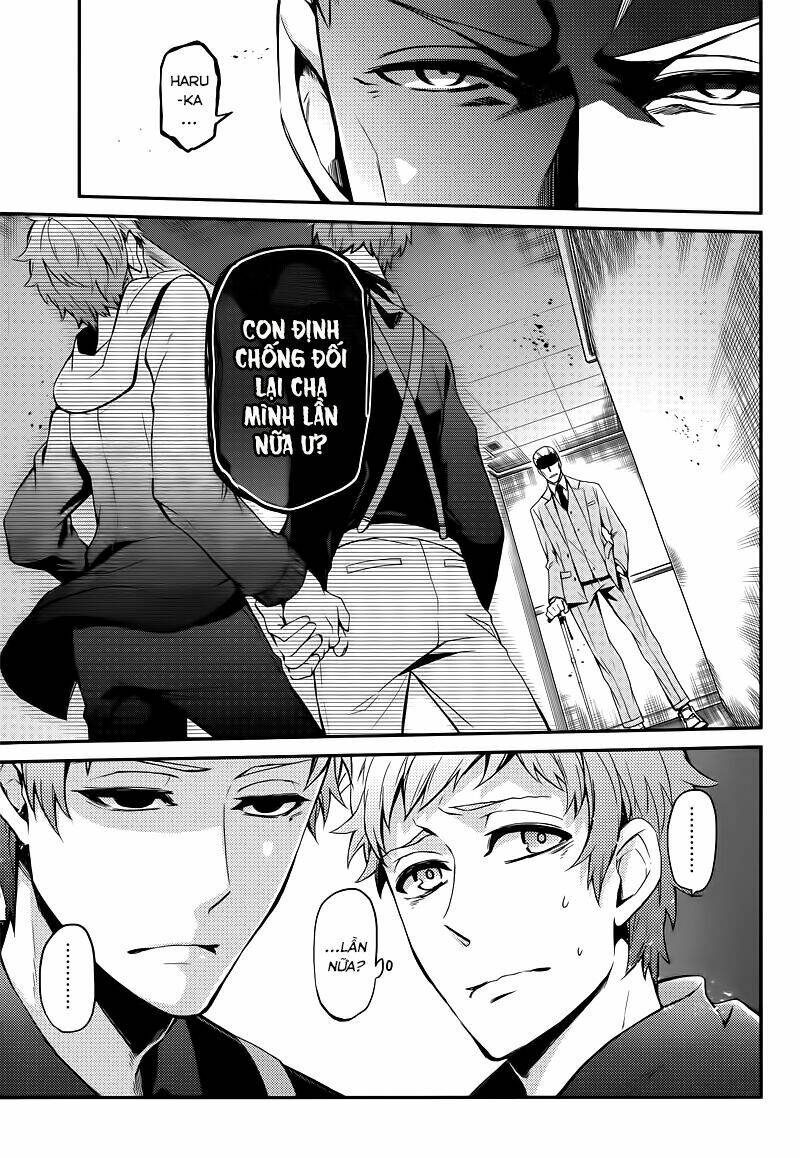 HARU
-KA
...
CON ĐỊNH
CHỐNG ĐỐI
LẠI CHA
MÌNH LẦN
NỮA Ư?
......
...LẦN
NỮA?
......